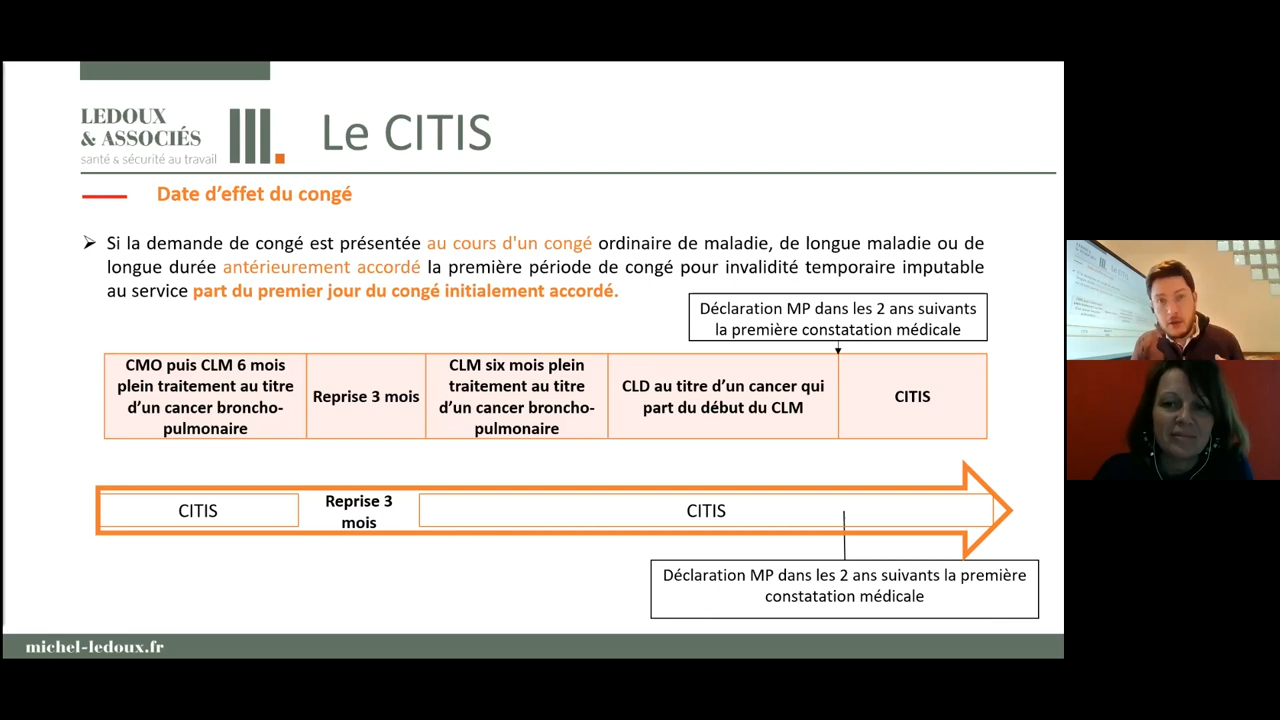 LEDOUX
& ASSOCIÉS
santé & sécurité au travail
III.
Le CITIS
Date d'effet du congé
➢ Si la demande de congé est présentée au cours d'un congé ordinaire de maladie, de longue maladie ou de
longue durée antérieurement accordé la première période de congé pour invalidité temporaire imputable
au service part du premier jour du congé initialement accordé.
Déclaration MP dans les 2 ans suivants
la première constatation médicale
CMO puis CLM 6 mois
plein traitement au titre
d'un cancer broncho-
pulmonaire
Reprise 3 mois
CLM six mois plein
traitement au titre
d'un cancer broncho-
pulmonaire
CLD au titre d'un cancer qui
part du début du CLM
CITIS
CITIS
Reprise 3
mois
CITIS
Déclaration MP dans les 2 ans suivants la première
constatation médicale
michel-ledoux.fr